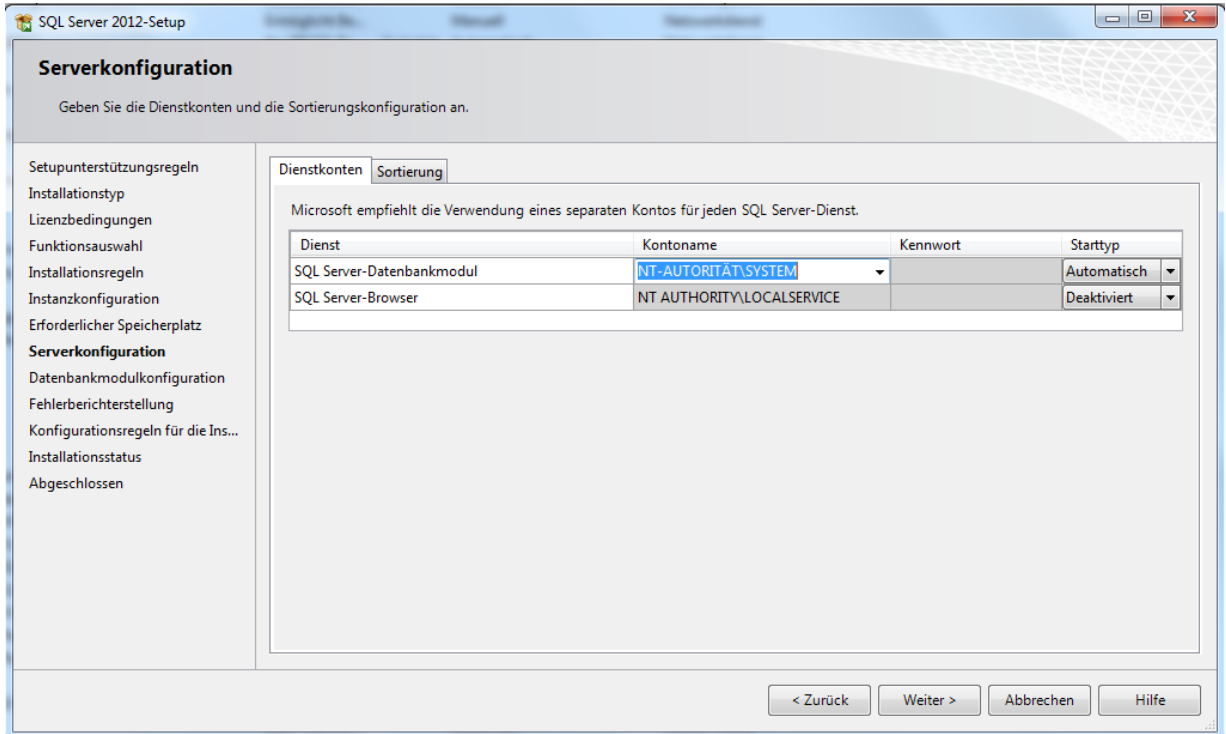 SQL Server 2012-Setup
Serverkonfiguration
Geben Sie die Dienstkonten und die Sortierungskonfiguration an.
Setupunterstützungsregeln
Installationstyp
Lizenzbedingungen
Funktionsauswahl
Installationsregeln
Instanzkonfiguration
Erforderlicher Speicherplatz
Serverkonfiguration
Datenbankmodulkonfiguration
Fehlerberichterstellung
Konfigurationsregeln für die Ins...
Installationsstatus
Abgeschlossen
Dienstkonten Sortierung
Microsoft empfiehlt die Verwendung eines separaten Kontos für jeden SQL Server-Dienst.
Dienst Kontoname Kennwort Starttyp
SQL Server-Datenbankmodul NT-AUTORITÄT\SYSTEM Automatisch
SQL Server-Browser NT AUTHORITY\LOCALSERVICE Deaktiviert
< Zurück Weiter > Abbrechen Hilfe